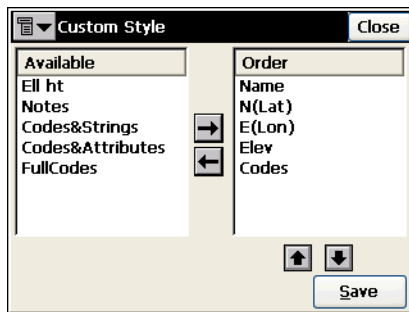 Custom Style
Close
Available
Ell ht
Notes
Codes&Strings
Codes&Attributes
FullCodes
Order
Name
N(Lat)
E(Lon)
Elev
Codes
Save